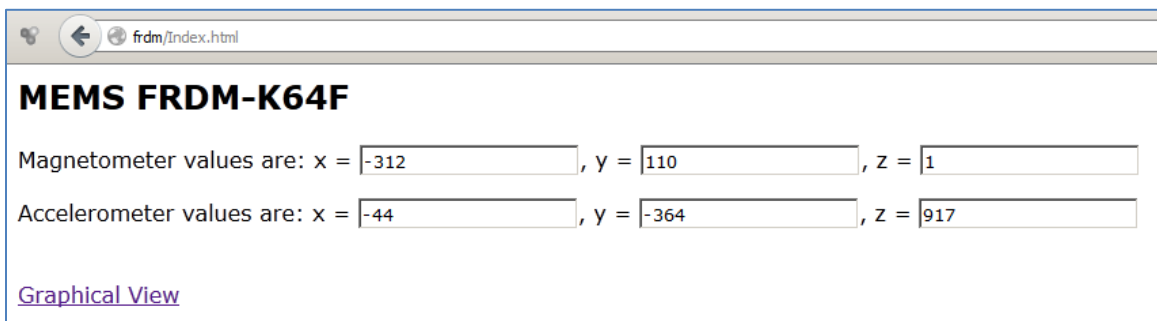 frdm/Index.html
MEMS FRDM-K64F
Magnetometer values are: x = -312, y = 110, z = 1
Accelerometer values are: x = -44, y = -364, z = 917
Graphical View